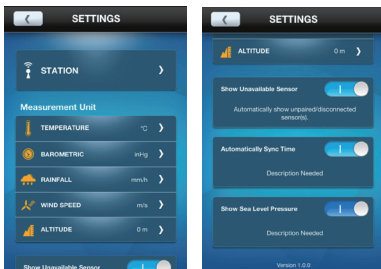 SETTINGS
STATION
Measurement Unit
TEMPERATURE °C
BAROMETRIC inHg
RAINFALL mm/h
WIND SPEED m/s
ALTITUDE 0 m
Show Unavailable Sensor
SETTINGS
ALTITUDE 0 m
Show Unavailable Sensor
Automatically show unpaired/disconnected
sensor(s).
Automatically Sync Time
Description Needed
Show Sea Level Pressure
Description Needed
Version 1.0.0